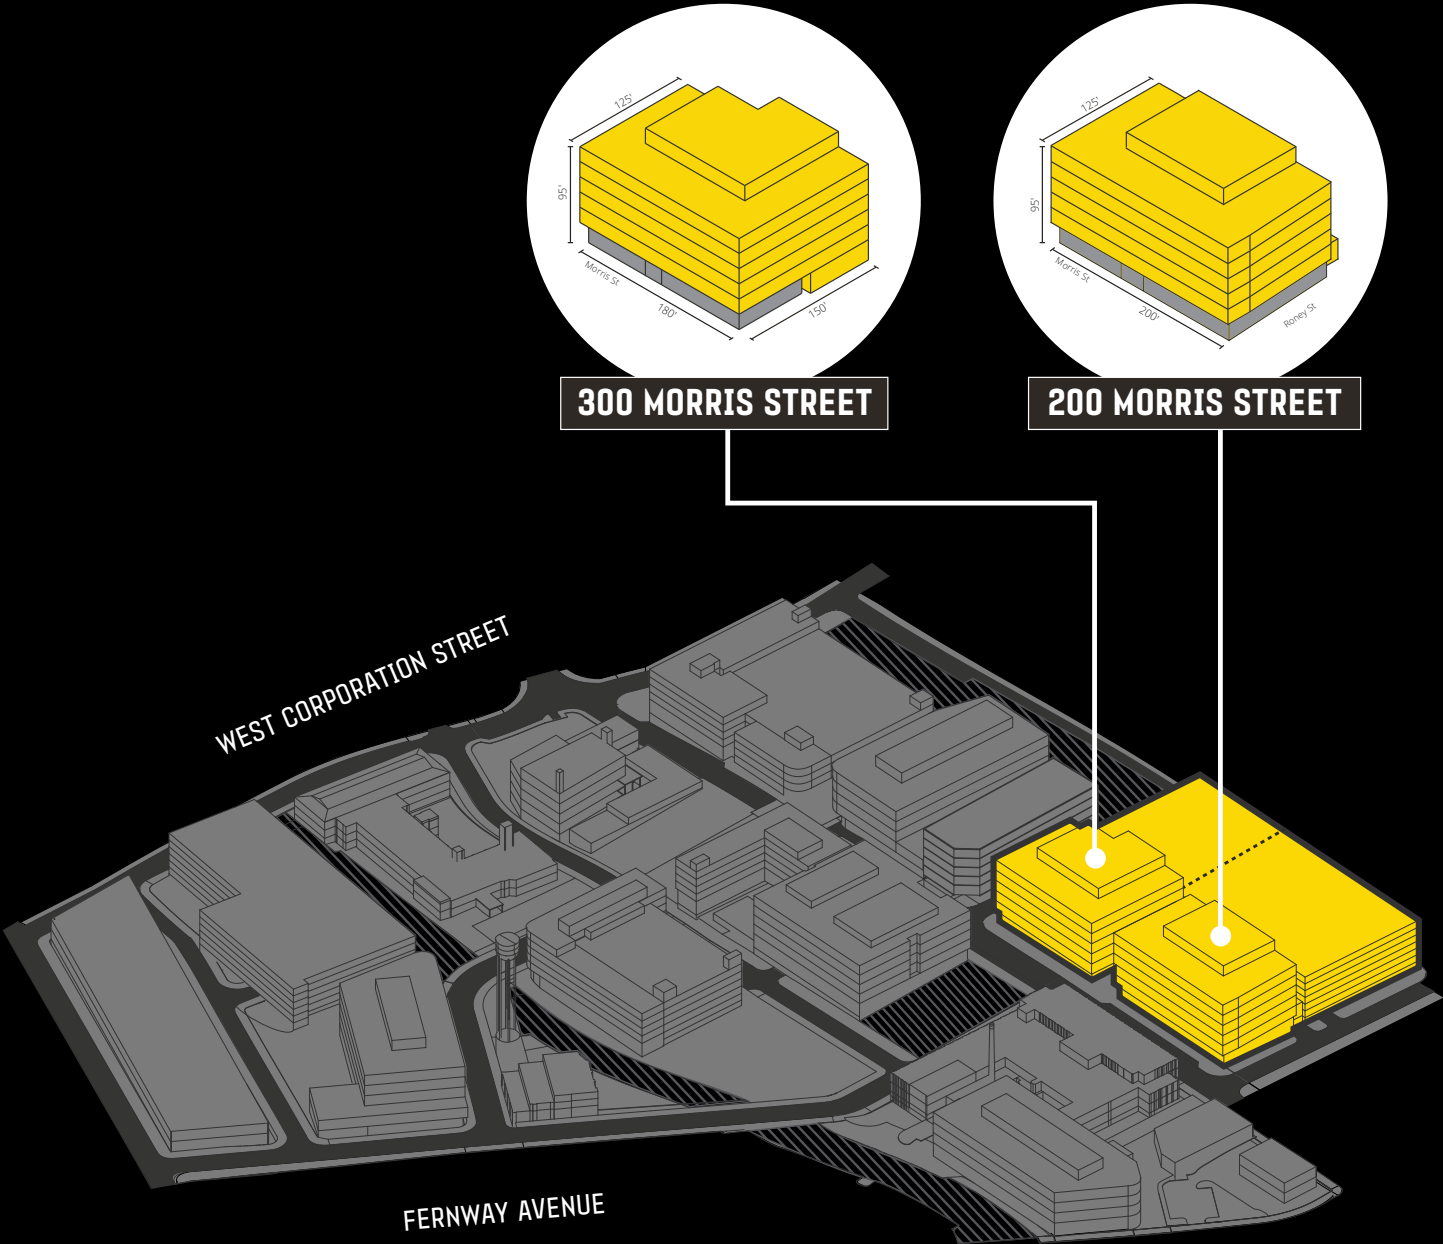 125'
95'
Morris St
180'
150'
300 MORRIS STREET
125'
95'
Morris St
200'
Roney St
200 MORRIS STREET
WEST CORPORATION STREET
FERNWAY AVENUE